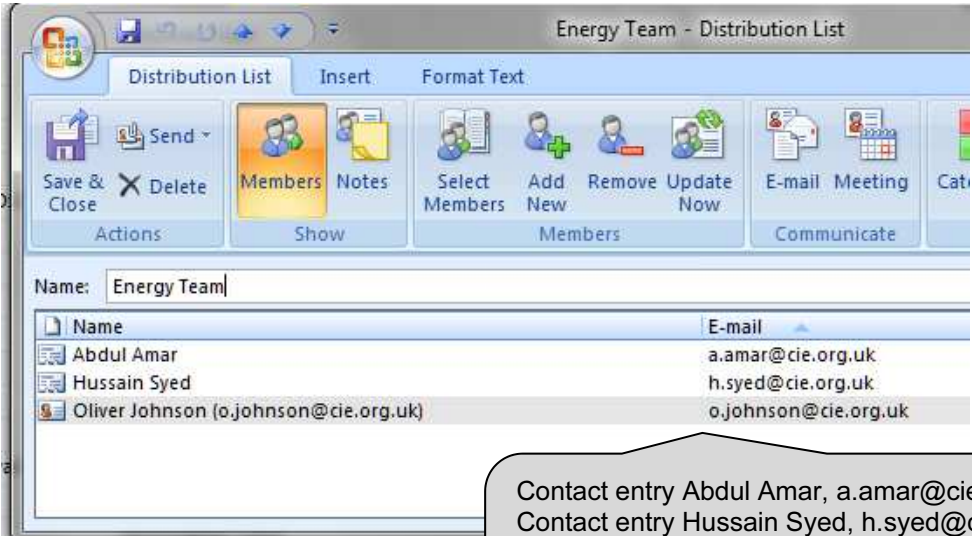 Energy Team - Distribution List
Distribution List Insert Format Text
Save & Close Send Delete Members Notes Select Members Add New Remove Update Now E-mail Meeting
Actions Show Members Communicate
Name: Energy Team
Name E-mail
Abdul Amar a.amar@cie.org.uk
Hussain Syed h.syed@cie.org.uk
Oliver Johnson (o.johnson@cie.org.uk) o.johnson@cie.org.uk
Contact entry Abdul Amar, a.amar@cie
Contact entry Hussain Syed, h.syed@